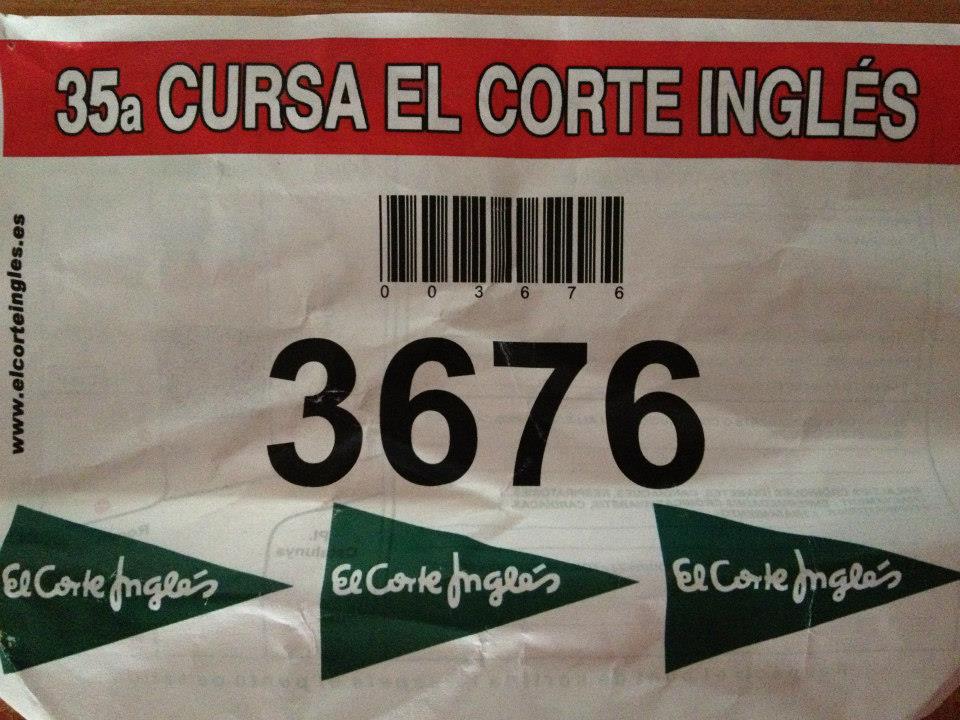 35a CURSA EL CORTE INGLÉS
www.elcorteingles.es
003676
3676
El Corte Inglés
El Corte Inglés
El Corte Inglés